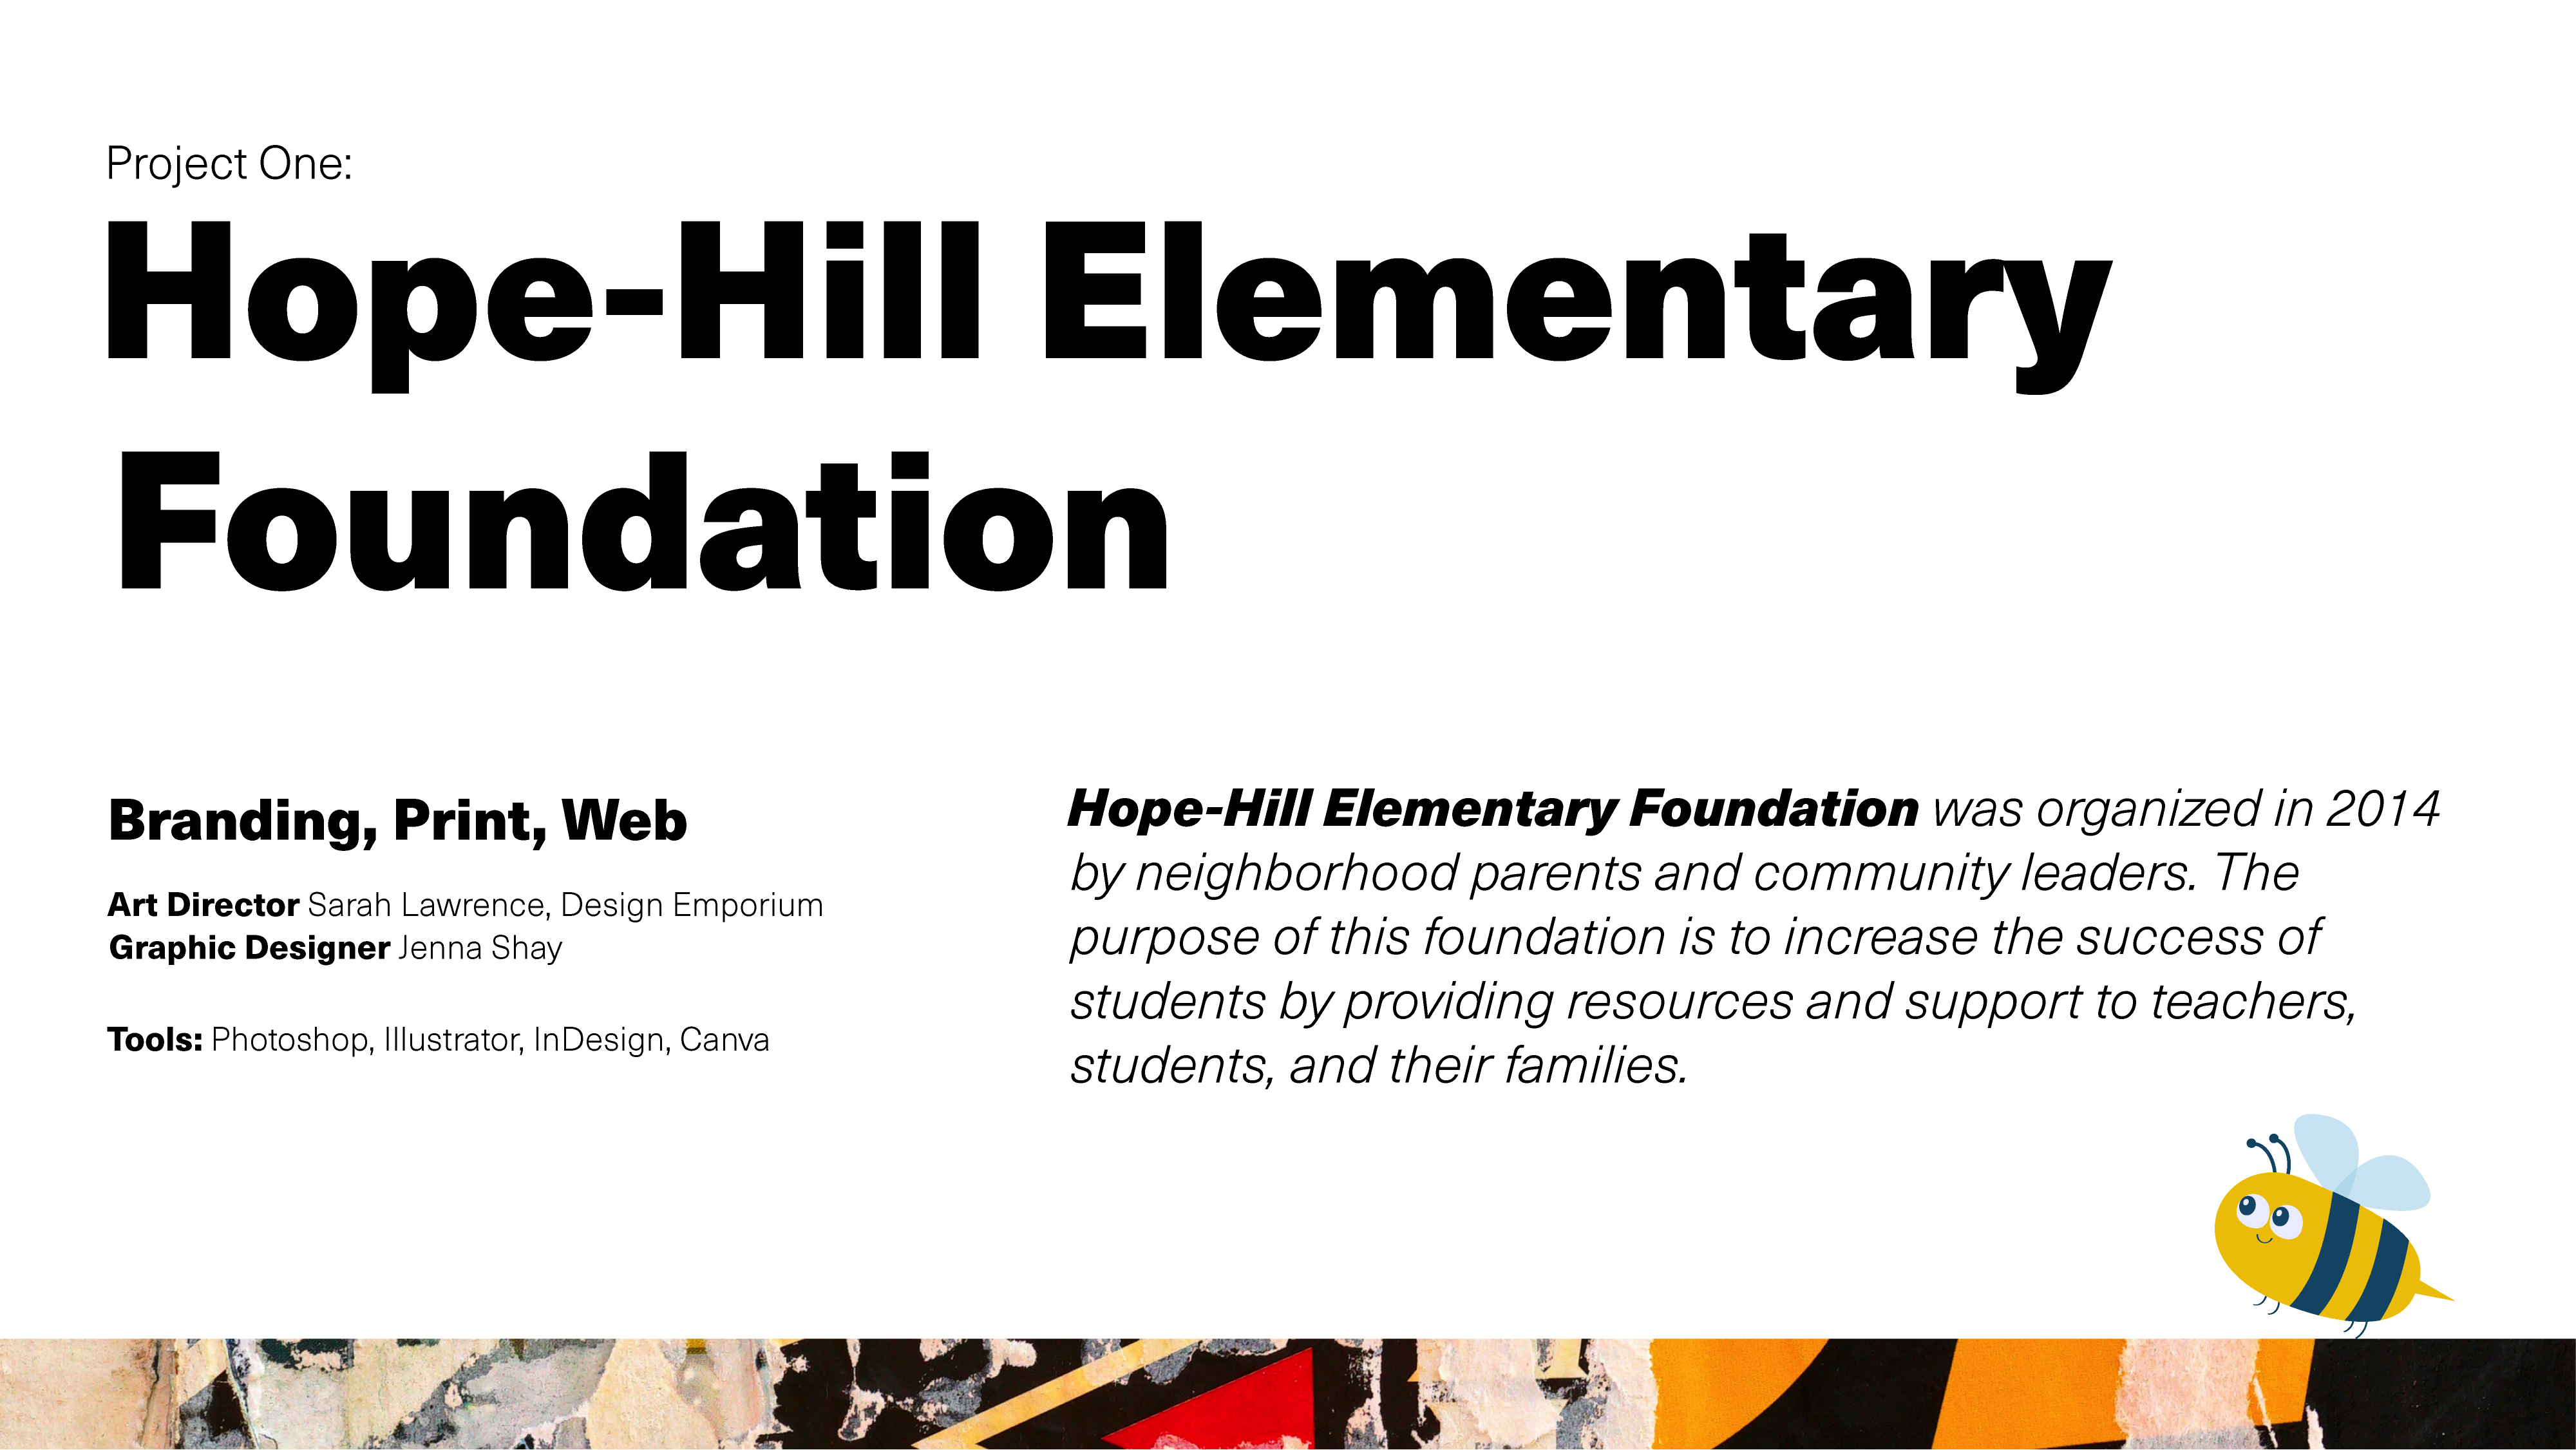 Project One:
Hope-Hill Elementary
Foundation
Branding, Print, Web
Art Director Sarah Lawrence, Design Emporium
Graphic Designer Jenna Shay
Tools: Photoshop, Illustrator, InDesign, Canva
Hope-Hill Elementary Foundation was organized in 2014
by neighborhood parents and community leaders. The
purpose of this foundation is to increase the success of
students by providing resources and support to teachers,
students, and their families.